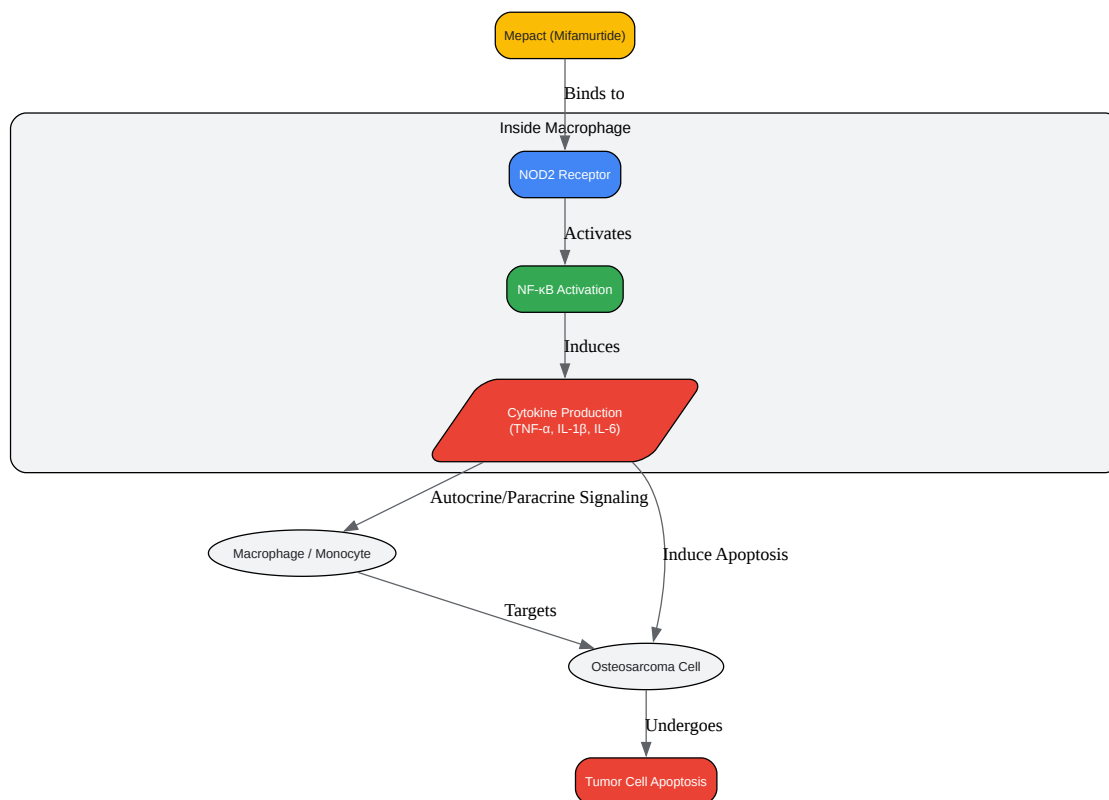 Mepact (Mifamurtide)
Binds to
Inside Macrophage
NOD2 Receptor
Activates
NF-κB Activation
Induces
Cytokine Production
(TNF-α, IL-1β, IL-6)
Autocrine/Paracrine Signaling
Macrophage / Monocyte
Induce Apoptosis
Targets
Osteosarcoma Cell
Undergoes
Tumor Cell Apoptosis